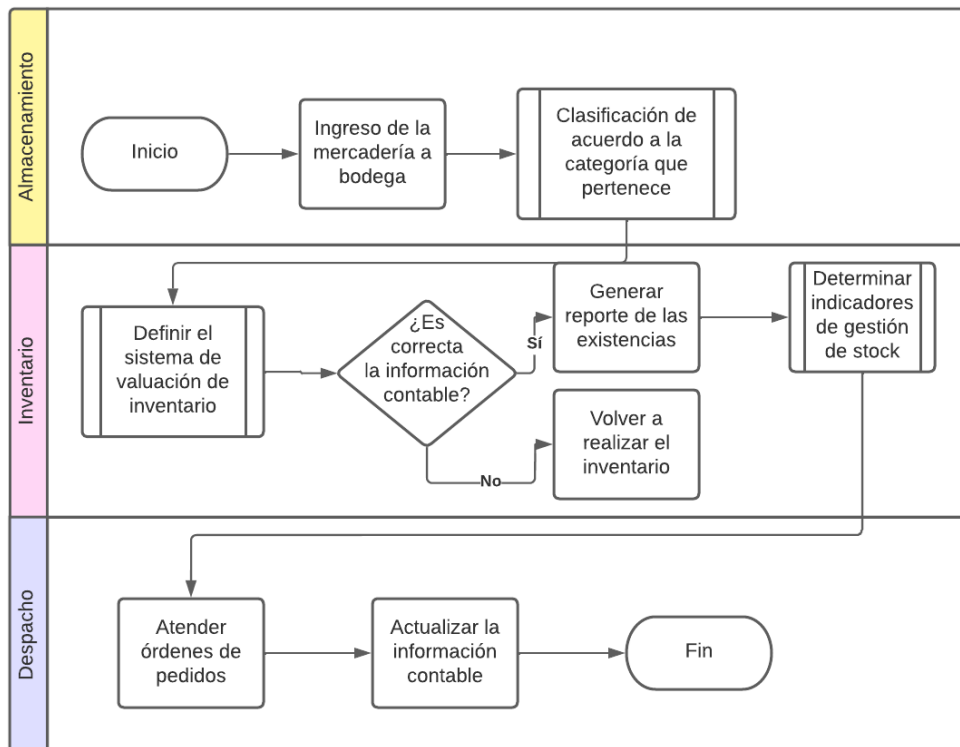 Almacenamiento
Inicio
Ingreso de la
mercadería a
bodega
Clasificación de
acuerdo a la
categoría que
pertenece
Inventario
Definir el
sistema de
valuación de
inventario
¿Es
correcta
la información
contable?
Sí
No
Generar
reporte de las
existencias
Determinar
indicadores
de gestión
de stock
Volver a
realizar el
inventario
Despacho
Atender
órdenes de
pedidos
Actualizar la
información
contable
Fin